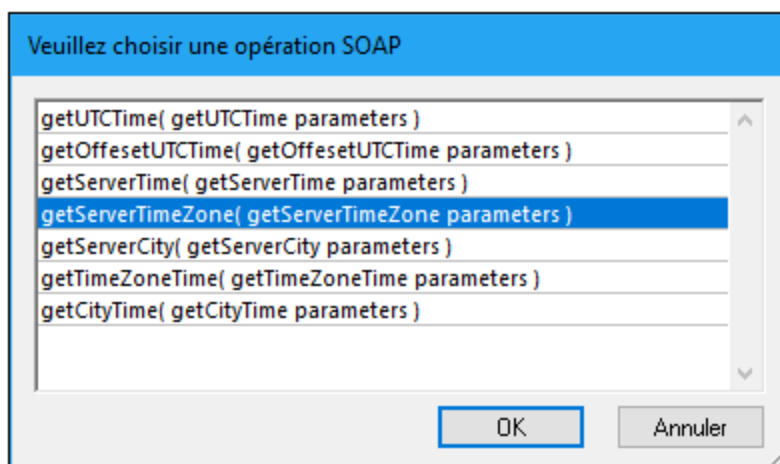 Veuillez choisir une opération SOAP
getUTCTime( getUTCTime parameters )
getOffesetUTCTime( getOffesetUTCTime parameters )
getServerTime( getServerTime parameters )
getServerTimeZone( getServerTimeZone parameters )
getServerCity( getServerCity parameters )
getTimeZoneTime( getTimeZoneTime parameters )
getCityTime( getCityTime parameters )
OK
Annuler